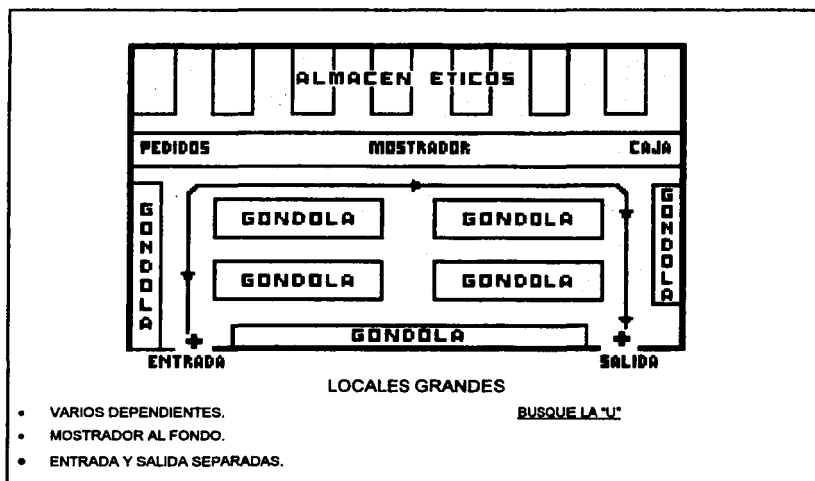 ALMACEN ETICOS
PEDIDOS MOSTRADOR CAJA
GONDOLA
GONDOLA GONDOLA
GONDOLA
GONDOLA GONDOLA
GONDOLA
ENTRADA SALIDA
LOCALES GRANDES
• VARIOS DEPENDIENTES. BUSQUE LA "U"
• MOSTRADOR AL FONDO.
• ENTRADA Y SALIDA SEPARADAS.